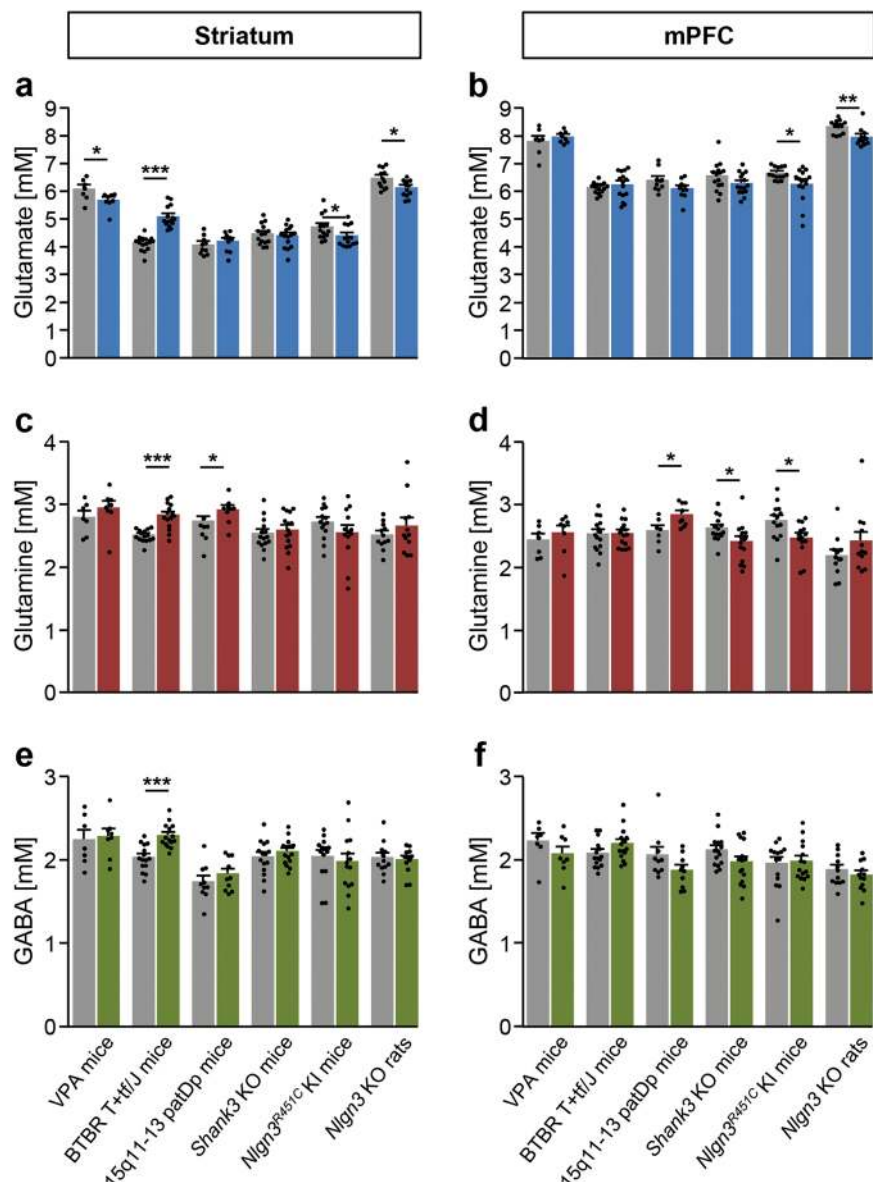 Striatum
mPFC
a
b
Glutamate [mM]
9
8
7
6
5
4
3
2
1
0
*
***
*
*
Glutamate [mM]
9
8
7
6
5
4
3
2
1
0
*
**
c
d
Glutamine [mM]
4
3
2
1
0
***
*
Glutamine [mM]
4
3
2
1
0
*
*
*
e
f
GABA [mM]
3
2
1
0
***
GABA [mM]
3
2
1
0
VPA mice
BTBR T+tf/J mice
15q11-13 patDp mice
Shank3 KO mice
Nlgn3R451C KI mice
Nlgn3 KO rats
VPA mice
BTBR T+tf/J mice
15q11-13 patDp mice
Shank3 KO mice
Nlgn3R451C KI mice
Nlgn3 KO rats